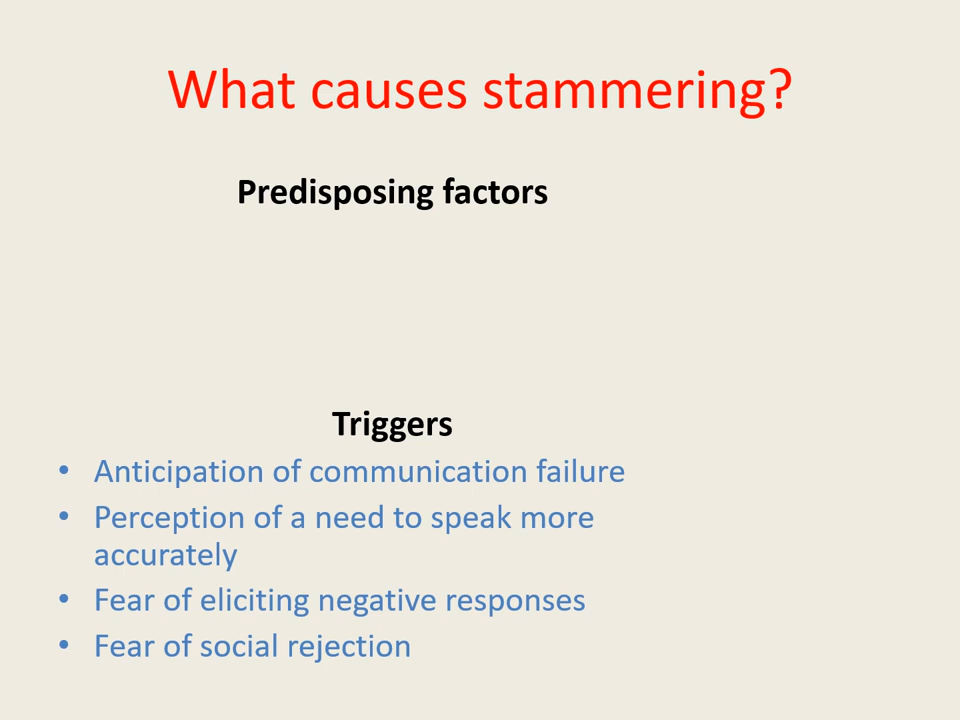 What causes stammering?
Predisposing factors
Triggers
• Anticipation of communication failure
• Perception of a need to speak more
accurately
• Fear of eliciting negative responses
• Fear of social rejection